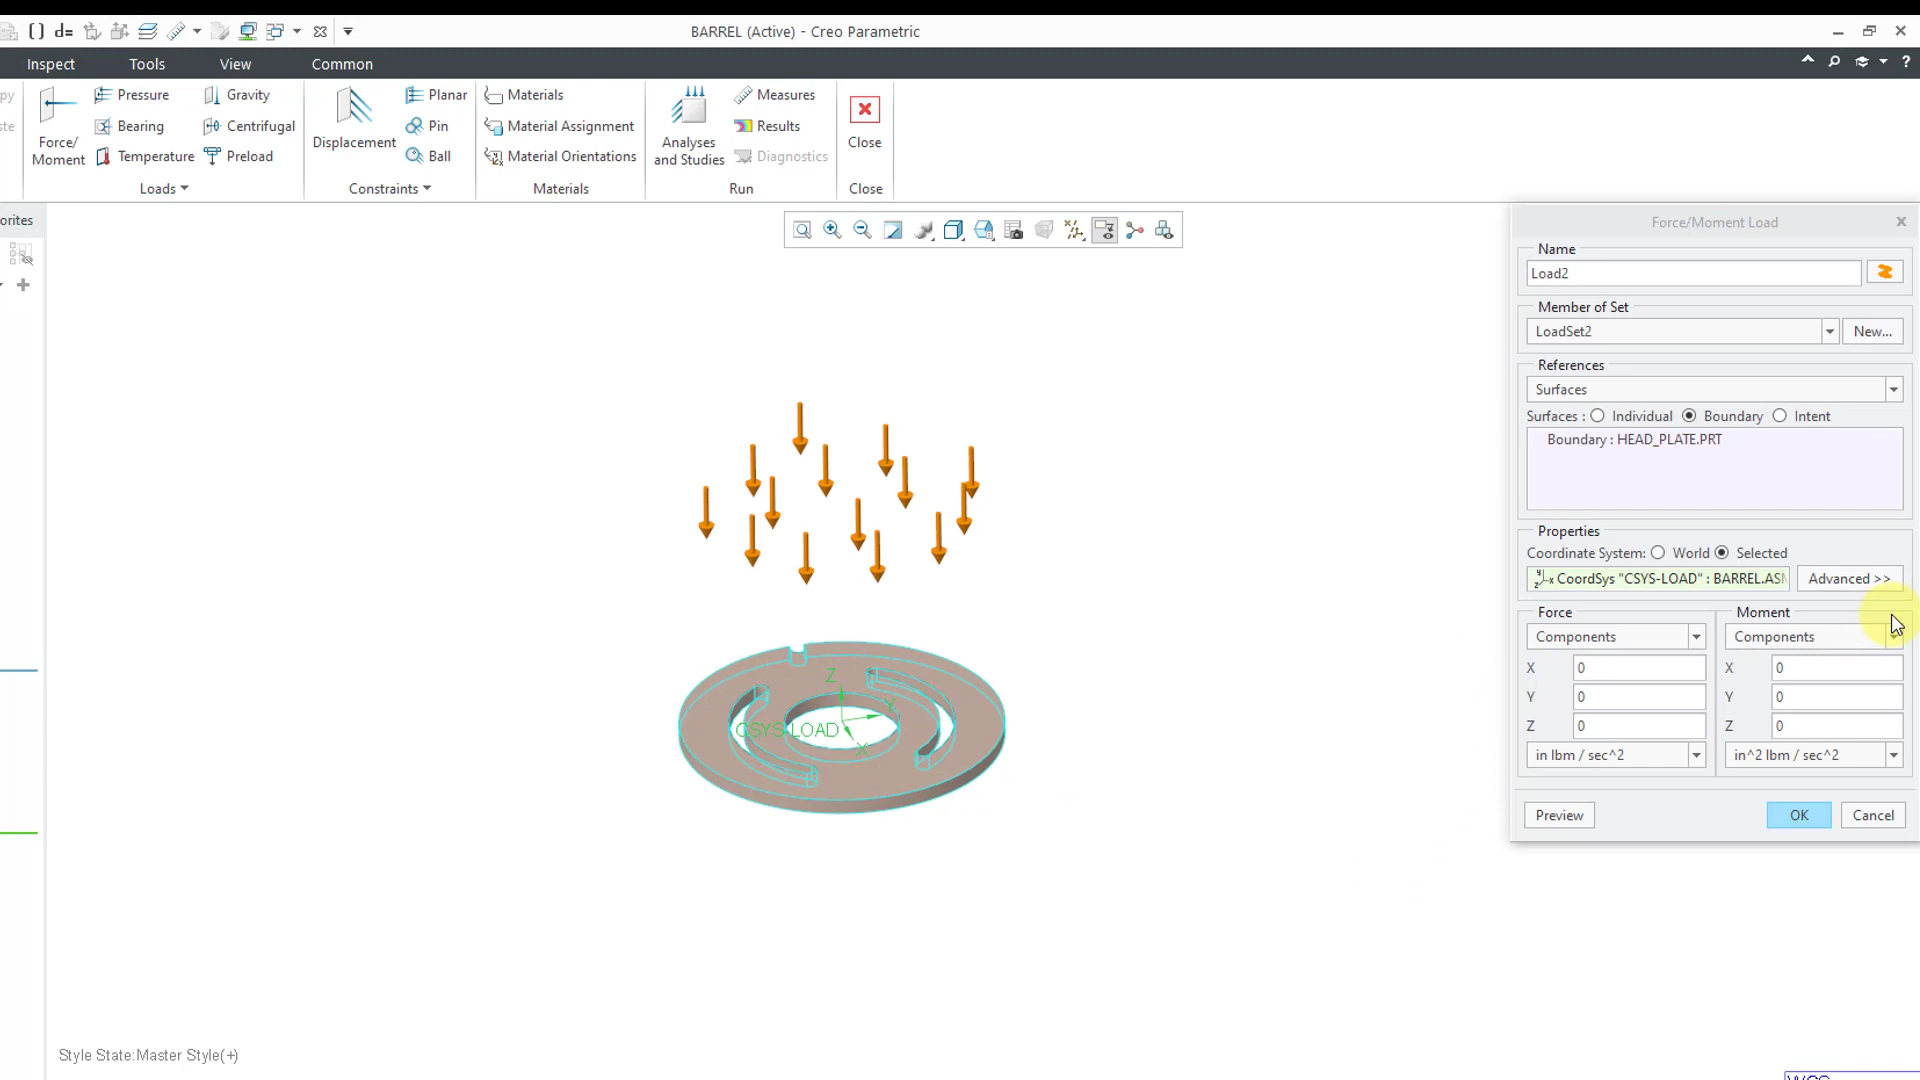 d=
BARREL (Active) - Creo Parametric
Inspect
Tools
View
Common
?
Pressure
Gravity
Planar
Materials
Measures
Bearing
Centrifugal
Pin
Material Assignment
Results
Force/
Moment
Displacement
Analyses
and Studies
Close
Temperature
Preload
Ball
Material Orientations
Diagnostics
Loads
Constraints
Materials
Run
Close
orites
Force/Moment Load
Name
Load2
Member of Set
LoadSet2
New...
References
Surfaces
Surfaces : Individual Boundary Intent
Boundary : HEAD_PLATE.PRT
Properties
Coordinate System: World Selected
CoordSys "CSYS-LOAD" : BARREL.ASM
Advanced >>
Force
Moment
Components
Components
X 0
X 0
Y 0
Y 0
Z 0
Z 0
in lbm / sec^2
in^2 lbm / sec^2
Preview
OK
Cancel
Z
Y
CSYS-LOAD
X
Style State:Master Style(+)